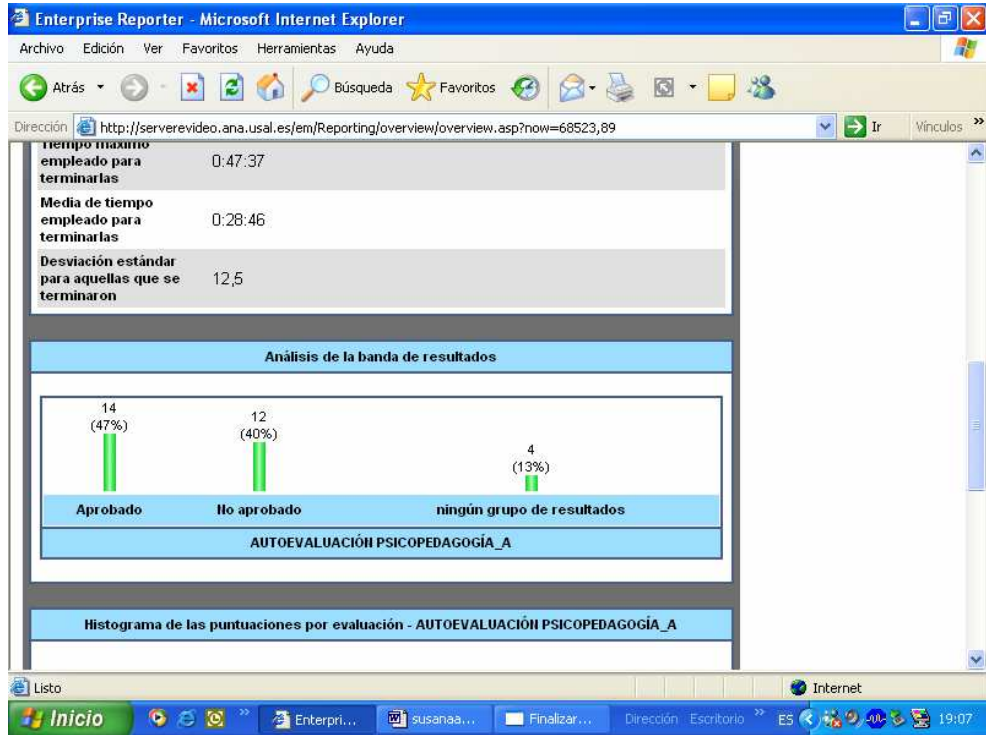 Enterprise Reporter - Microsoft Internet Explorer
Archivo Edición Ver Favoritos Herramientas Ayuda
Atrás Búsqueda Favoritos
Dirección http://serverevideo.ana.usal.es/em/Reporting/overview/overview.asp?now=68523,89 Ir Vínculos »
Tiempo máximo
empleado para 0:47:37
terminarlas
Media de tiempo
empleado para 0:28:46
terminarlas
Desviación estándar
para aquellas que se 12,5
terminaron
Análisis de la banda de resultados
14 12 4
(47%) (40%) (13%)
Aprobado No aprobado ningún grupo de resultados
AUTOEVALUACIÓN PSICOPEDAGOGÍA_A
Histograma de las puntuaciones por evaluación - AUTOEVALUACIÓN PSICOPEDAGOGÍA_A
Listo Internet
Inicio » Enterpri... susanaa... Finalizar... Dirección Escritorio » ES 19:07